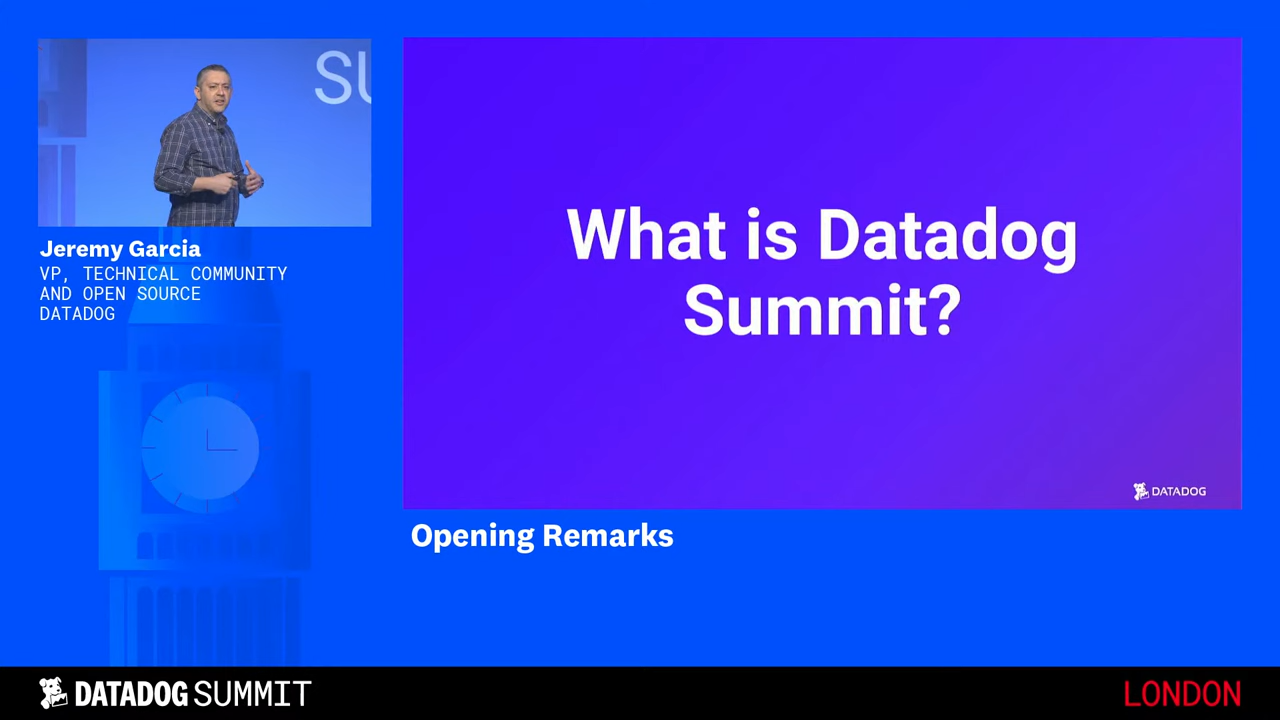 SU
Jeremy Garcia
VP, TECHNICAL COMMUNITY
AND OPEN SOURCE
DATADOG
What is Datadog
Summit?
DATADOG
Opening Remarks
DATADOG SUMMIT
LONDON